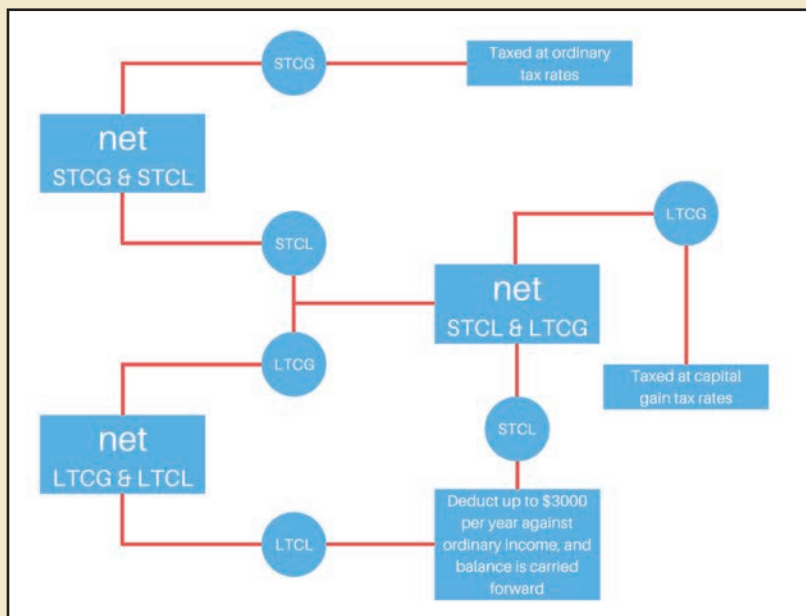 STCG
Taxed at ordinary
tax rates
net
STCG & STCL
LTCG
STCL
net
STCL & LTCG
LTCG
Taxed at capital
gain tax rates
net
LTCG & LTCL
STCL
LTCL
Deduct up to $3000
per year against
ordinary income, and
balance is carried
forward